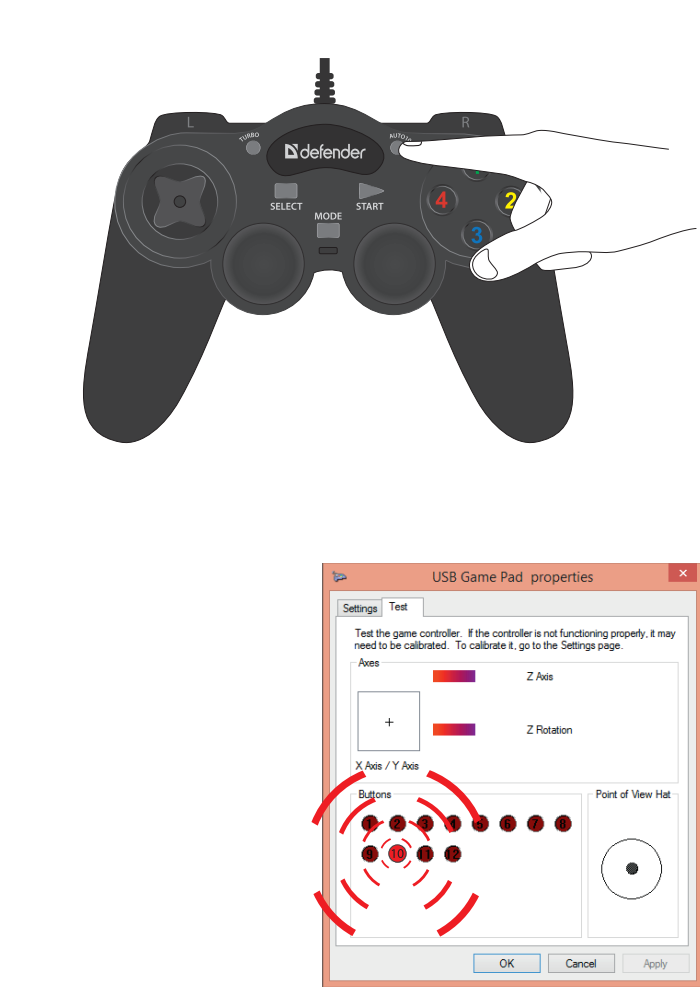 L
R
TURBO
defender
4
2
3
SELECT
START
MODE
USB Game Pad properties
Settings
Test
Test the game controller. If the controller is not functioning properly, it may
need to be calibrated. To calibrate it, go to the Settings page.
Axes
Z Axis
Z Rotation
X Axis / Y Axis
Buttons
Point of View Hat
1 2 3 4 5 6 7 8
9 10 11 12
OK
Cancel
Apply